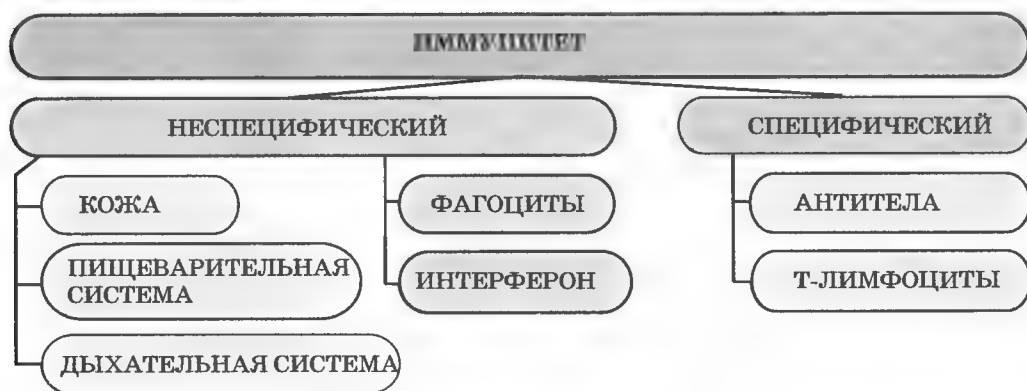 ИММУНИТЕТ
НЕСПЕЦИФИЧЕСКИЙ
СПЕЦИФИЧЕСКИЙ
КОЖА
ФАГОЦИТЫ
АНТИТЕЛА
ПИЩЕВАРИТЕЛЬНАЯ
СИСТЕМА
ИНТЕРФЕРОН
Т-ЛИМФОЦИТЫ
ДЫХАТЕЛЬНАЯ СИСТЕМА